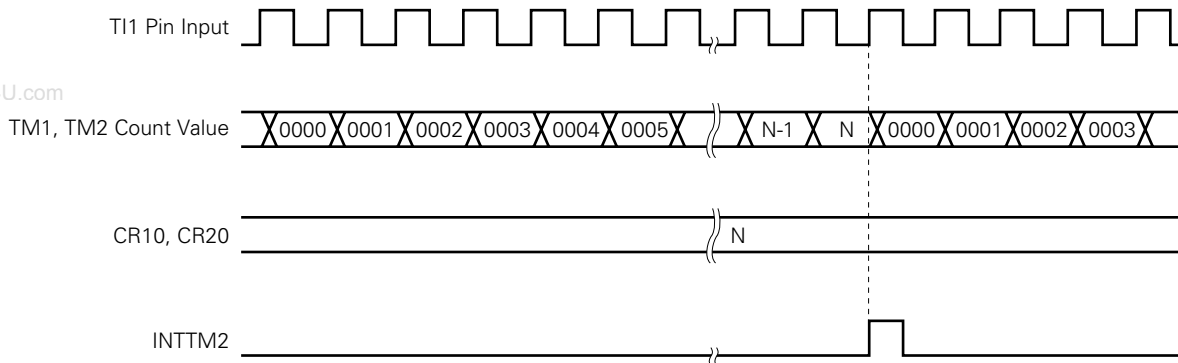 TI1 Pin Input
U.com
TM1, TM2 Count Value 0000 0001 0002 0003 0004 0005 N-1 N 0000 0001 0002 0003
CR10, CR20 N
INTTM2